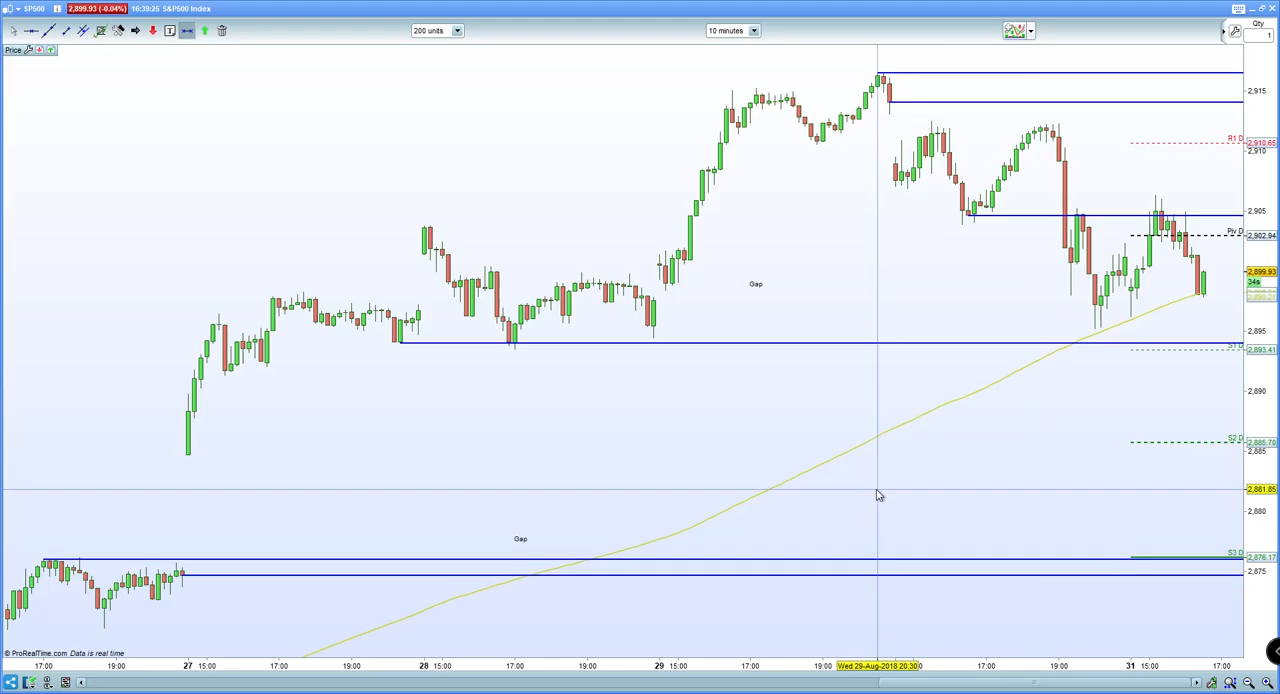 SP500 2,899.93 (-0.04%) 16:39:25 S&P500 Index
Qty
200 units 10 minutes 1
Price
2,915
R1 D 2,910.65
2,910
2,905
Piv D 2,902.94
2,899.93
34s
2,895
S1 D 2,893.41
2,890
S2 D 2,885.70
2,885
2,881.85
2,880
S3 D 2,876.17
2,875
Gap
Gap
© ProRealTime.com Data is real time
17:00 19:00 27 15:00 17:00 19:00 28 15:00 17:00 19:00 29 15:00 17:00 19:00 Wed 29-Aug-2018 20:30 17:00 19:00 31 15:00 17:00